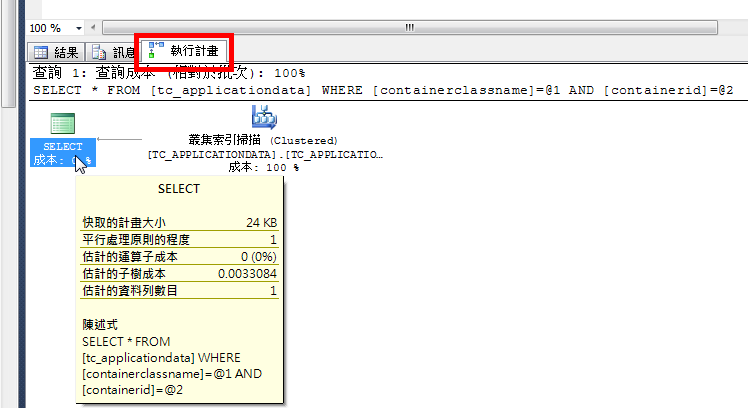 100 %
結果 訊息 執行計畫
查詢 1: 查詢成本 (相對於批次): 100%
SELECT * FROM [tc_applicationdata] WHERE [containerclassname]=@1 AND [containerid]=@2
SELECT
成本: 0 %
叢集索引掃描 (Clustered)
[TC_APPLICATIONDATA].[TC_APPLICATIO…
成本: 100 %
SELECT
快取的計畫大小 24 KB
平行處理原則的程度 1
估計的運算子成本 0 (0%)
估計的子樹成本 0.0033084
估計的資料列數目 1
陳述式
SELECT * FROM
[tc_applicationdata] WHERE
[containerclassname]=@1 AND
[containerid]=@2